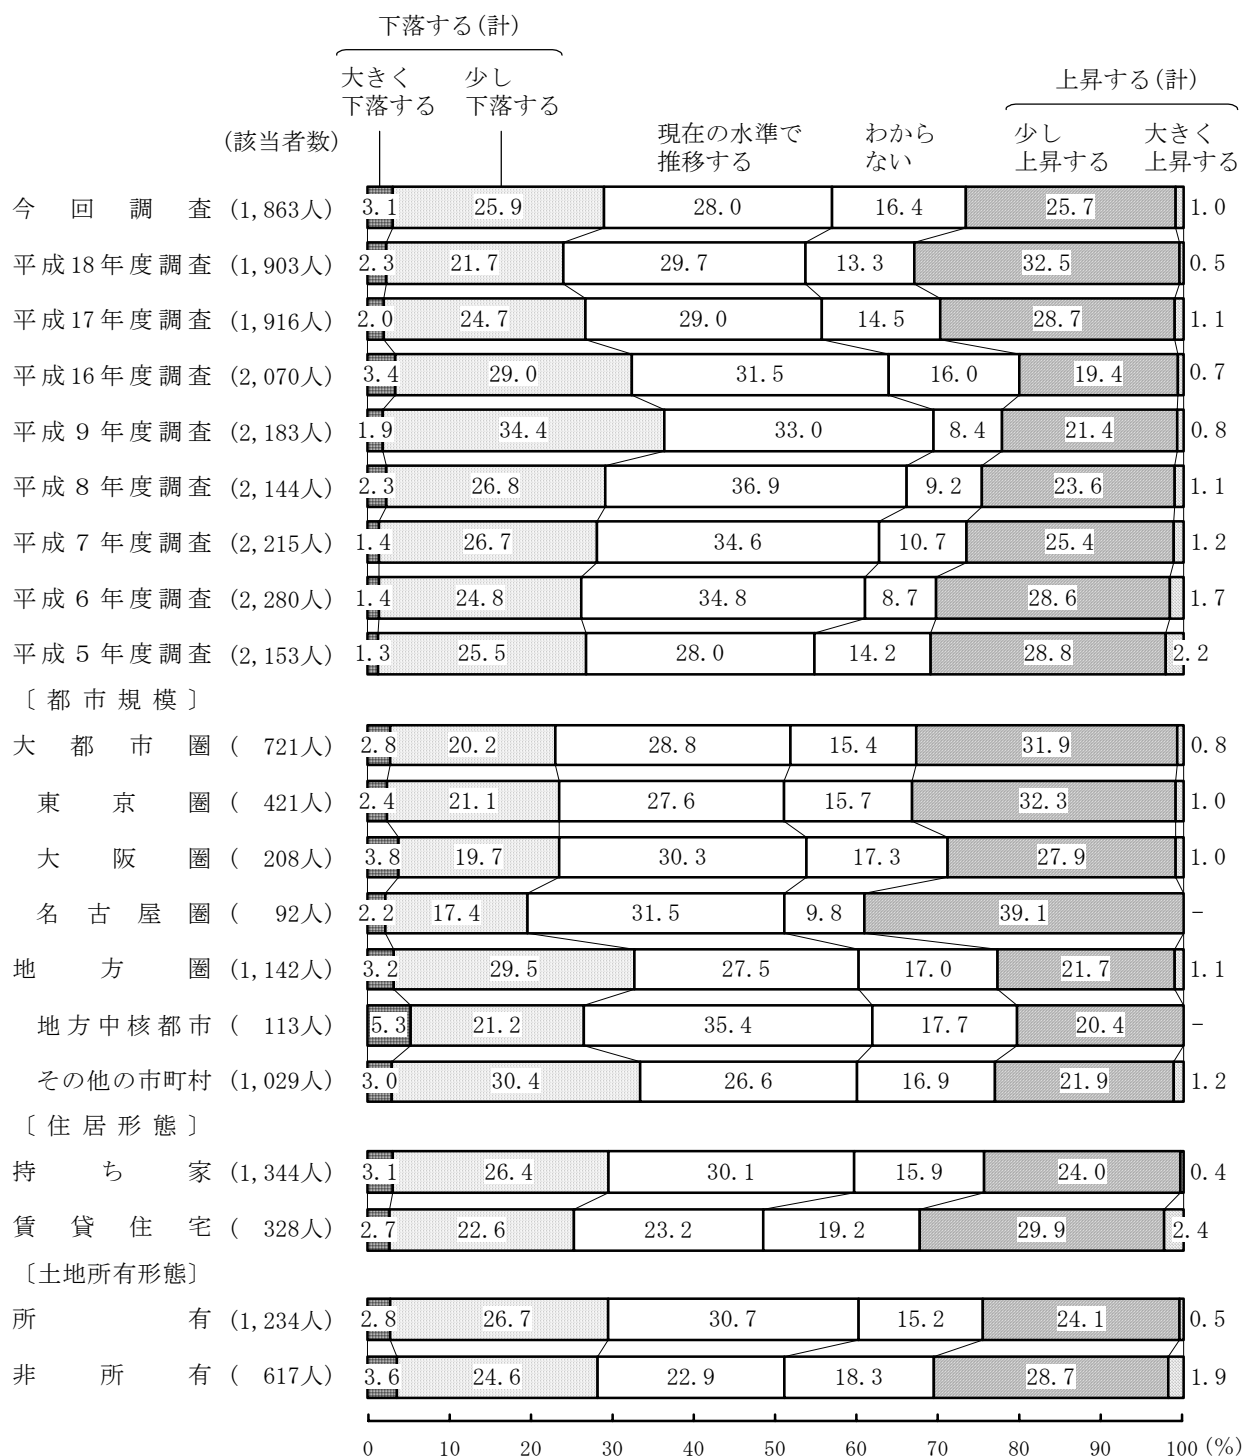 下落する(計)
大きく 少し
下落する 下落する
上昇する(計)
現在の水準で わから 少し 大きく
(該当者数) 推移する ない 上昇する 上昇する
今回調査 (1,863人) 3.1 25.9 28.0 16.4 25.7 1.0
平成18年度調査 (1,903人) 2.3 21.7 29.7 13.3 32.5 0.5
平成17年度調査 (1,916人) 2.0 24.7 29.0 14.5 28.7 1.1
平成16年度調査 (2,070人) 3.4 29.0 31.5 16.0 19.4 0.7
平成9年度調査 (2,183人) 1.9 34.4 33.0 8.4 21.4 0.8
平成8年度調査 (2,144人) 2.3 26.8 36.9 9.2 23.6 1.1
平成7年度調査 (2,215人) 1.4 26.7 34.6 10.7 25.4 1.2
平成6年度調査 (2,280人) 1.4 24.8 34.8 8.7 28.6 1.7
平成5年度調査 (2,153人) 1.3 25.5 28.0 14.2 28.8 2.2
〔都市規模〕
大都市圏 (721人) 2.8 20.2 28.8 15.4 31.9 0.8
東京圏 (421人) 2.4 21.1 27.6 15.7 32.3 1.0
大阪圏 (208人) 3.8 19.7 30.3 17.3 27.9 1.0
名古屋圏 (92人) 2.2 17.4 31.5 9.8 39.1 -
地方圏 (1,142人) 3.2 29.5 27.5 17.0 21.7 1.1
地方中核都市 (113人) 5.3 21.2 35.4 17.7 20.4 -
その他の市町村 (1,029人) 3.0 30.4 26.6 16.9 21.9 1.2
〔住居形態〕
持ち家 (1,344人) 3.1 26.4 30.1 15.9 24.0 0.4
賃貸住宅 (328人) 2.7 22.6 23.2 19.2 29.9 2.4
〔土地所有形態〕
所有 (1,234人) 2.8 26.7 30.7 15.2 24.1 0.5
非所有 (617人) 3.6 24.6 22.9 18.3 28.7 1.9
0 10 20 30 40 50 60 70 80 90 100 (%)